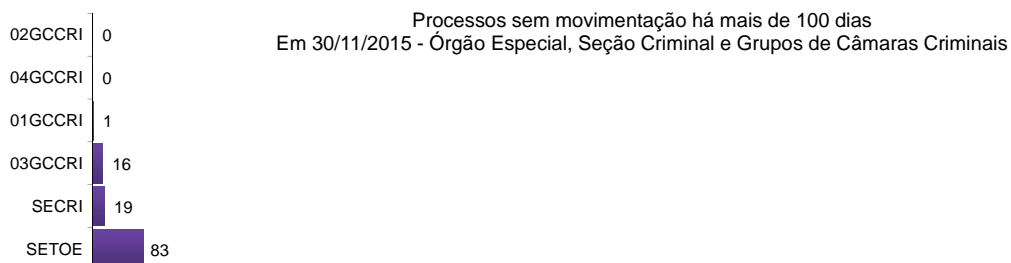 Processos sem movimentação há mais de 100 dias
Em 30/11/2015 - Órgão Especial, Seção Criminal e Grupos de Câmaras Criminais
02GCCRI 0
04GCCRI 0
01GCCRI 1
03GCCRI 16
SECRI 19
SETOE 83